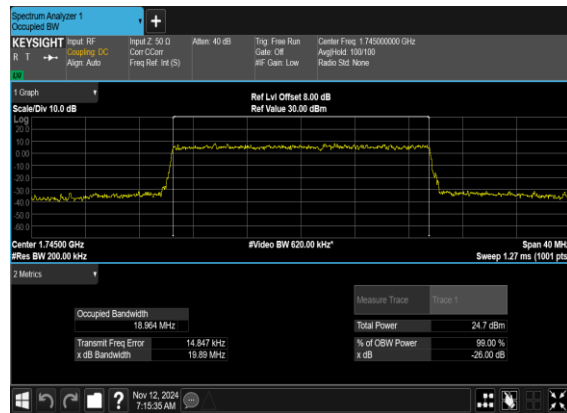 Spectrum Analyzer 1
Occupied BW
KEYSIGHT Input: RF Input Z: 50 Ω Atten: 40 dB Trig: Free Run Center Freq: 1.745000000 GHz
R T Coupling: DC Corr CCorr Gate: Off Avg|Hold: 100/100
Align: Auto Freq Ref: Int (S) #IF Gain: Low Radio Std: None
LW
1 Graph
Ref Lvl Offset 8.00 dB
Scale/Div 10.0 dB Ref Value 30.00 dBm
Log
20.0
10.0
0.00
-10.0
-20.0
-30.0
-40.0
-50.0
-60.0
Center 1.74500 GHz #Video BW 620.00 kHz* Span 40 MHz
#Res BW 200.00 kHz Sweep 1.27 ms (1001 pts
2 Metrics
Measure Trace Trace 1
Occupied Bandwidth
18.964 MHz Total Power 24.7 dBm
Transmit Freq Error 14.847 kHz % of OBW Power 99.00 %
x dB Bandwidth 19.89 MHz x dB -26.00 dB
? Nov 12, 2024
7:15:35 AM